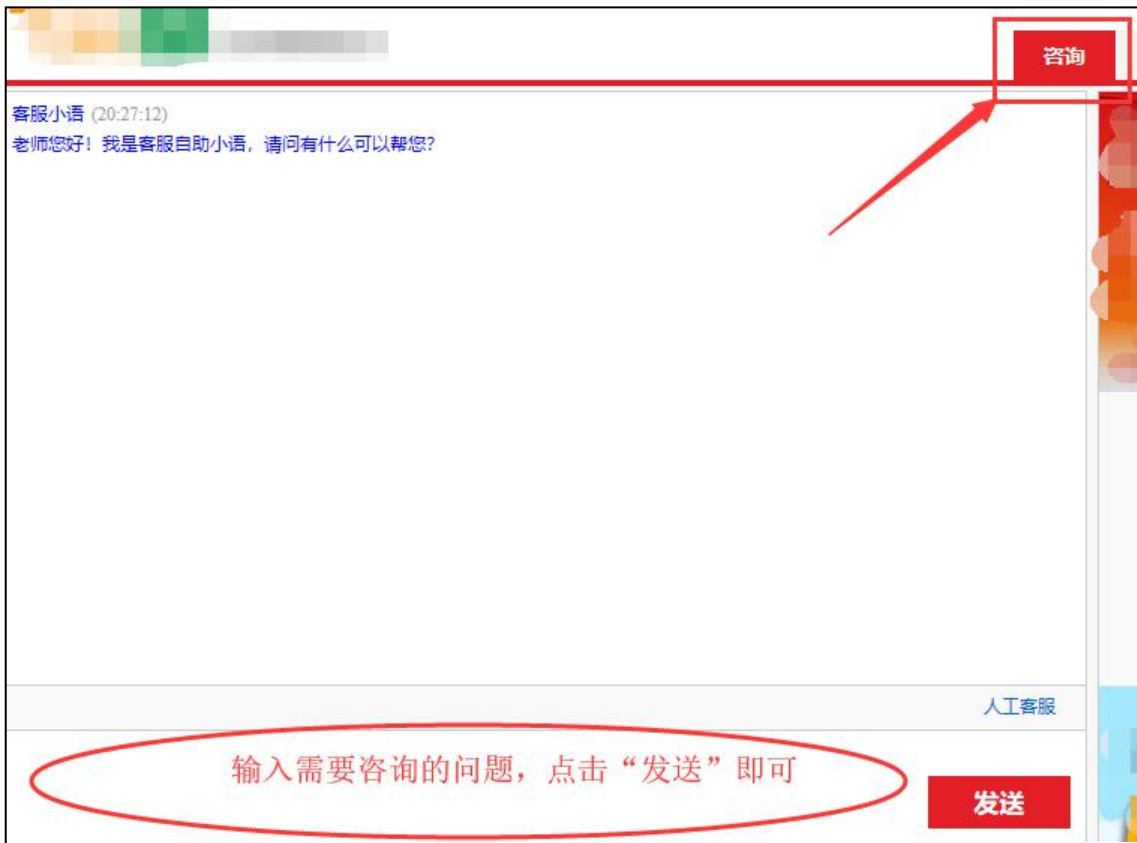 咨询
客服小语 (20:27:12)
老师您好！我是客服自助小语，请问有什么可以帮您？
人工客服
输入需要咨询的问题，点击“发送”即可
发送